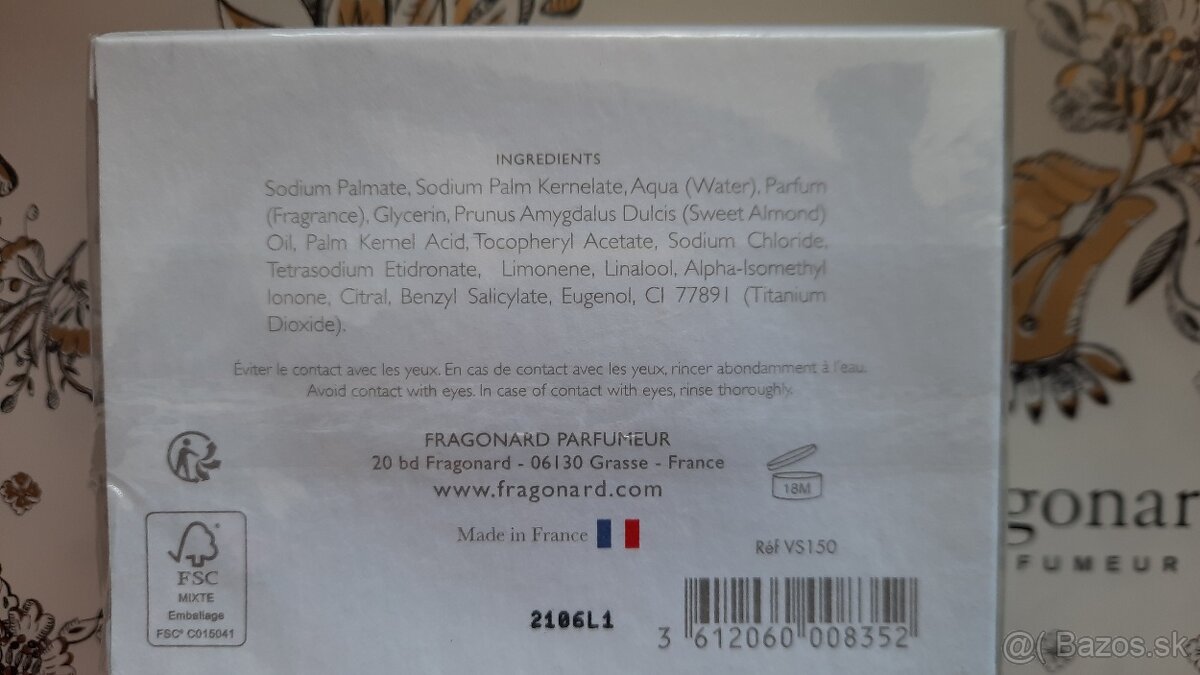 INGREDIENTS
Sodium Palmate, Sodium Palm Kernelate, Aqua (Water), Parfum
(Fragrance), Glycerin, Prunus Amygdalus Dulcis (Sweet Almond)
Oil, Palm Kernel Acid, Tocopheryl Acetate, Sodium Chloride,
Tetrasodium Etidronate, Limonene, Linalool, Alpha-Isomethyl
Ionone, Citral, Benzyl Salicylate, Eugenol, CI 77891 (Titanium
Dioxide).
Éviter le contact avec les yeux. En cas de contact avec les yeux, rincer abondamment à l'eau.
Avoid contact with eyes. In case of contact with eyes, rinse thoroughly.
FRAGONARD PARFUMEUR
20 bd Fragonard - 06130 Grasse - France
www.fragonard.com
18M
Made in France
Réf VS150
FSC
MIXTE
Emballage
FSC® C015041
2106L1
3 612060 008352
gonar
FUMEUR
@( Bazos.sk